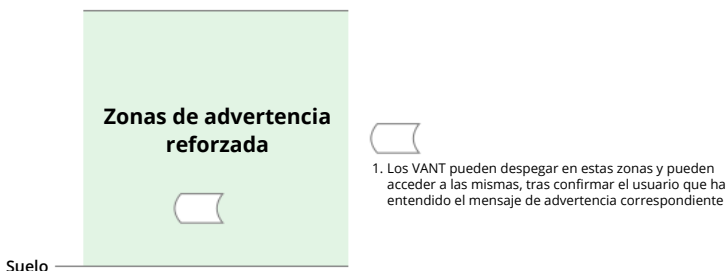 Zonas de advertencia
reforzada
1. Los VANT pueden despegar en estas zonas y pueden
acceder a las mismas, tras confirmar el usuario que ha
entendido el mensaje de advertencia correspondiente
Suelo